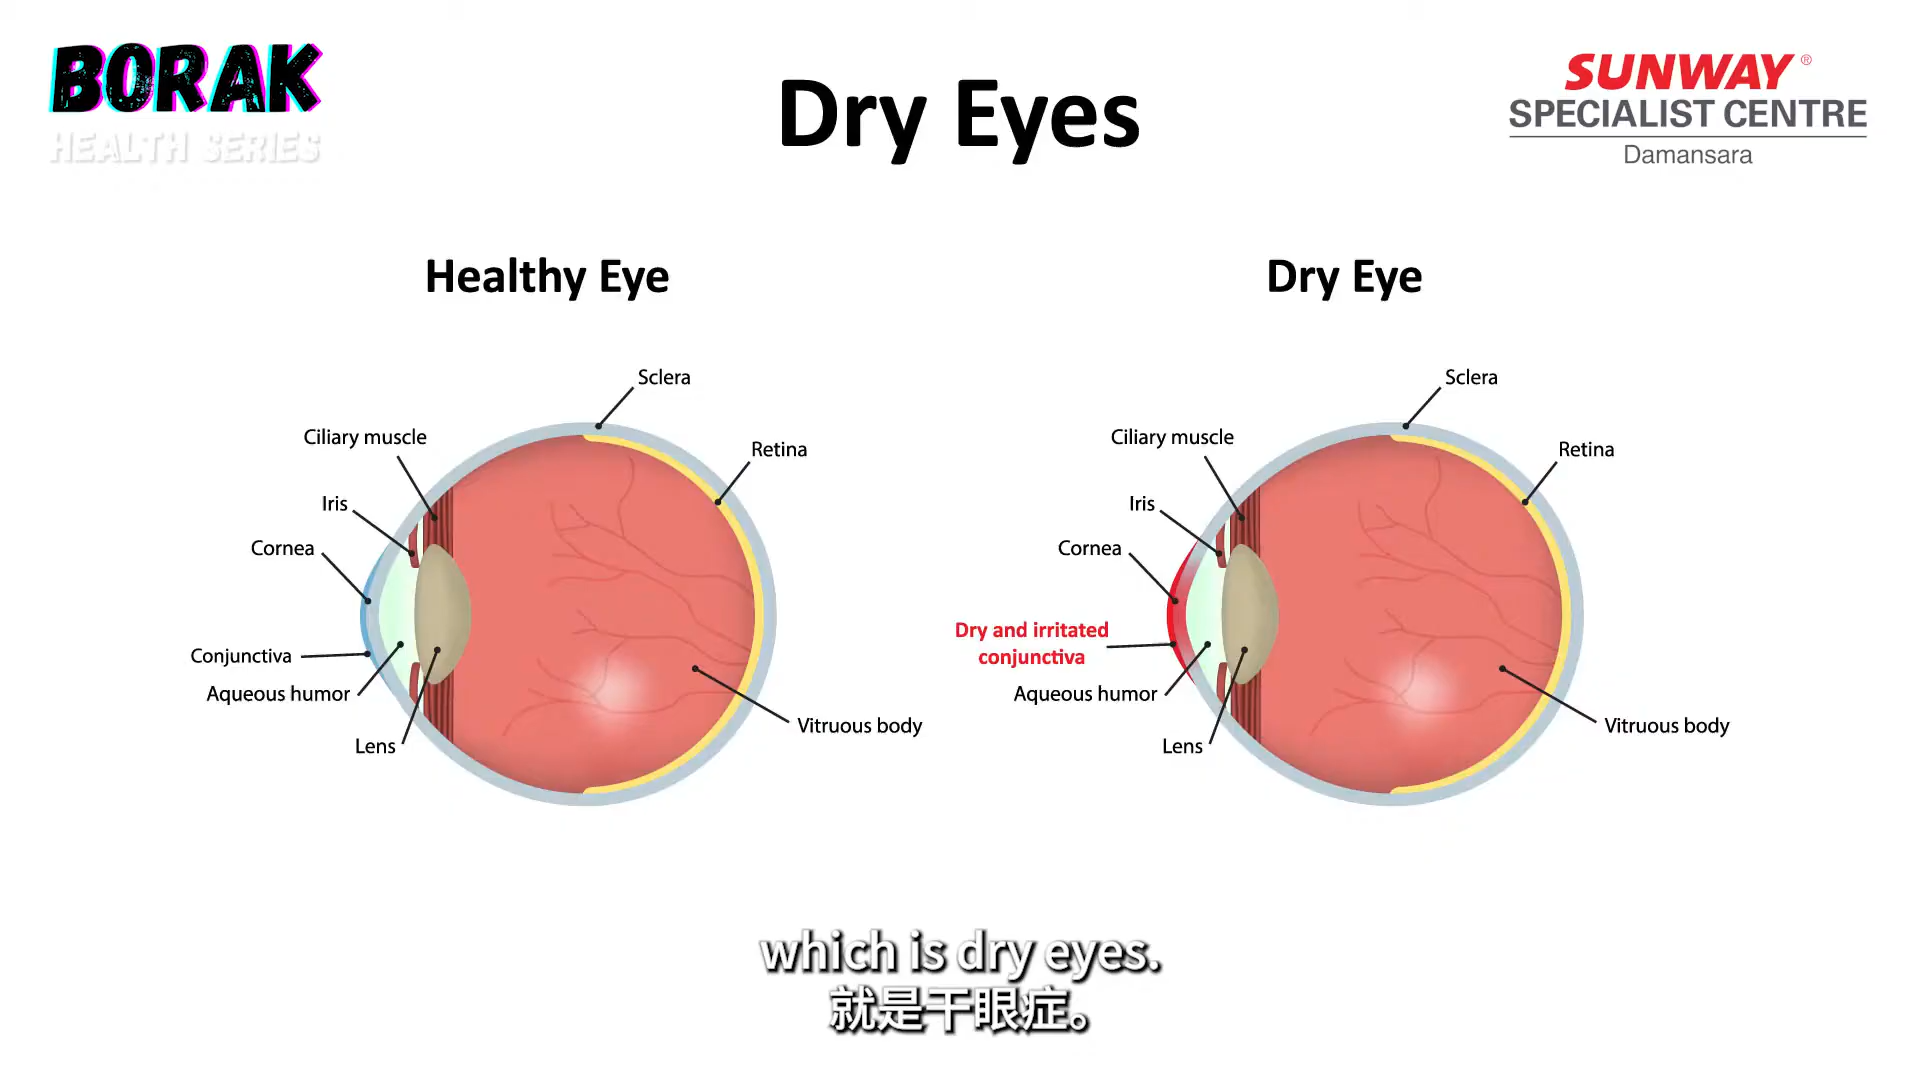 BORAK
HEALTH SERIES
Dry Eyes
SUNWAY®
SPECIALIST CENTRE
Damansara
Healthy Eye
Sclera
Ciliary muscle
Retina
Iris
Cornea
Conjunctiva
Aqueous humor
Lens
Vitruous body
Dry Eye
Sclera
Ciliary muscle
Retina
Iris
Cornea
Dry and irritated
conjunctiva
Aqueous humor
Lens
Vitruous body
which is dry eyes.
就是干眼症。